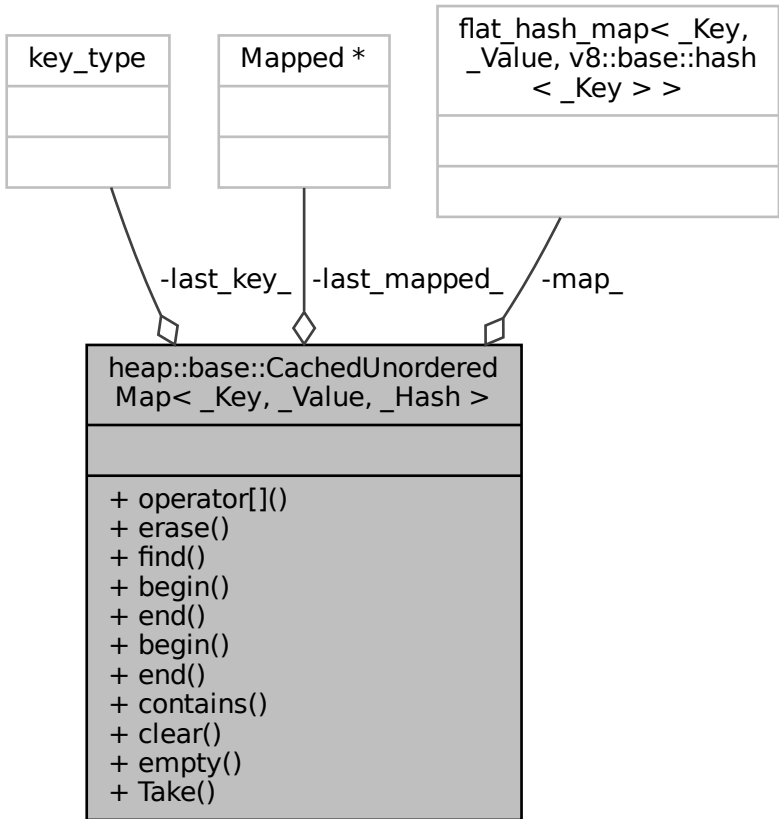 key_type
Mapped *
flat_hash_map< _Key,
_Value, v8::base::hash
< _Key > >
-last_key_
-last_mapped_
-map_
heap::base::CachedUnordered
Map< _Key, _Value, _Hash >
+ operator[]()
+ erase()
+ find()
+ begin()
+ end()
+ begin()
+ end()
+ contains()
+ clear()
+ empty()
+ Take()